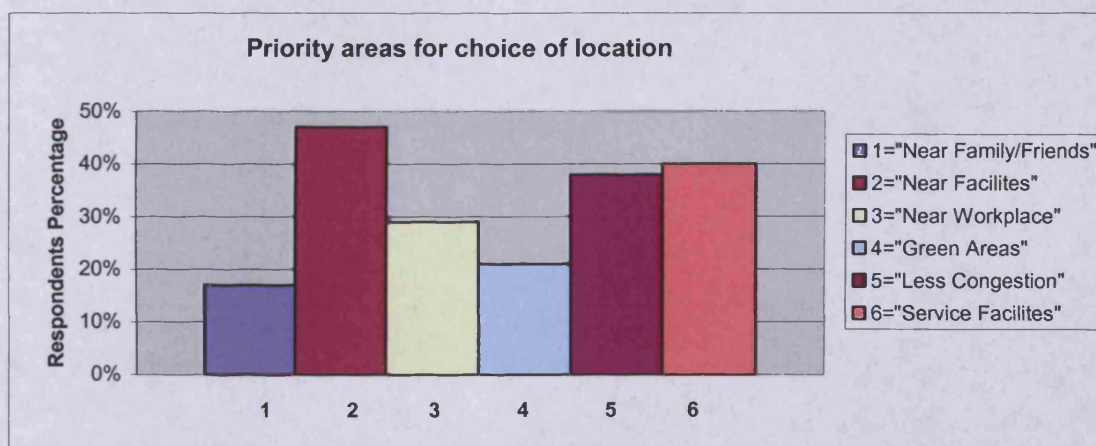 Priority areas for choice of location
Respondents Percentage
50%
40%
30%
20%
10%
0%
1 2 3 4 5 6
1="Near Family/Friends"
2="Near Facilites"
3="Near Workplace"
4="Green Areas"
5="Less Congestion"
6="Service Facilites"